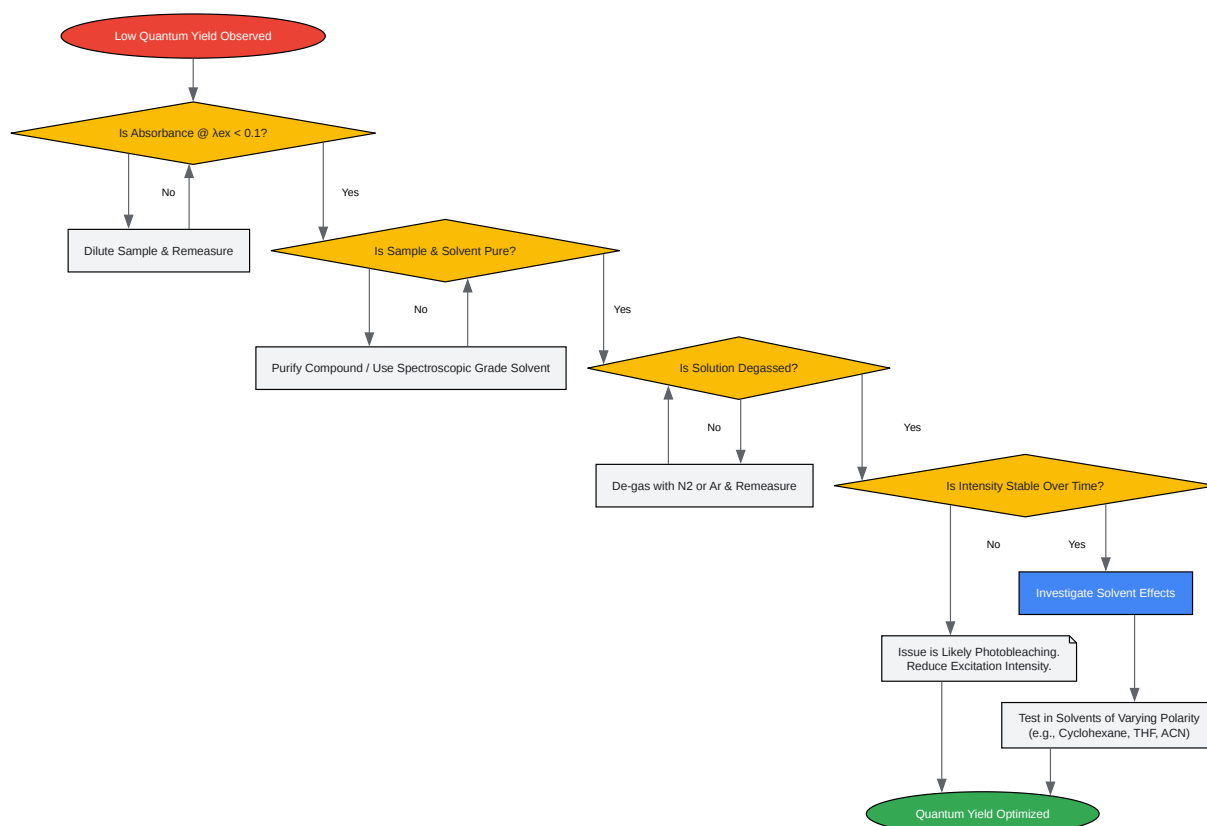 Low Quantum Yield Observed
Is Absorbance @ λex < 0.1?
No
Yes
Dilute Sample & Remeasure
Is Sample & Solvent Pure?
No
Yes
Purify Compound / Use Spectroscopic Grade Solvent
Is Solution Degassed?
No
Yes
De-gas with N2 or Ar & Remeasure
Is Intensity Stable Over Time?
No
Yes
Investigate Solvent Effects
Issue is Likely Photobleaching.
Reduce Excitation Intensity.
Test in Solvents of Varying Polarity
(e.g., Cyclohexane, THF, ACN)
Quantum Yield Optimized